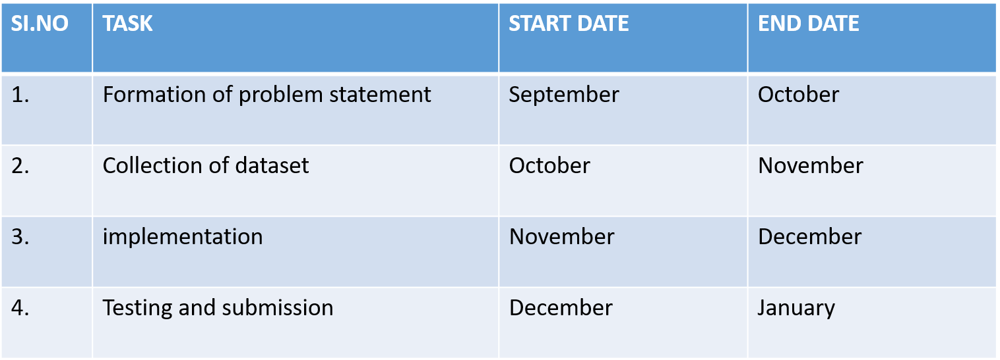 SI.NO TASK START DATE END DATE
1. Formation of problem statement September October
2. Collection of dataset October November
3. implementation November December
4. Testing and submission December January